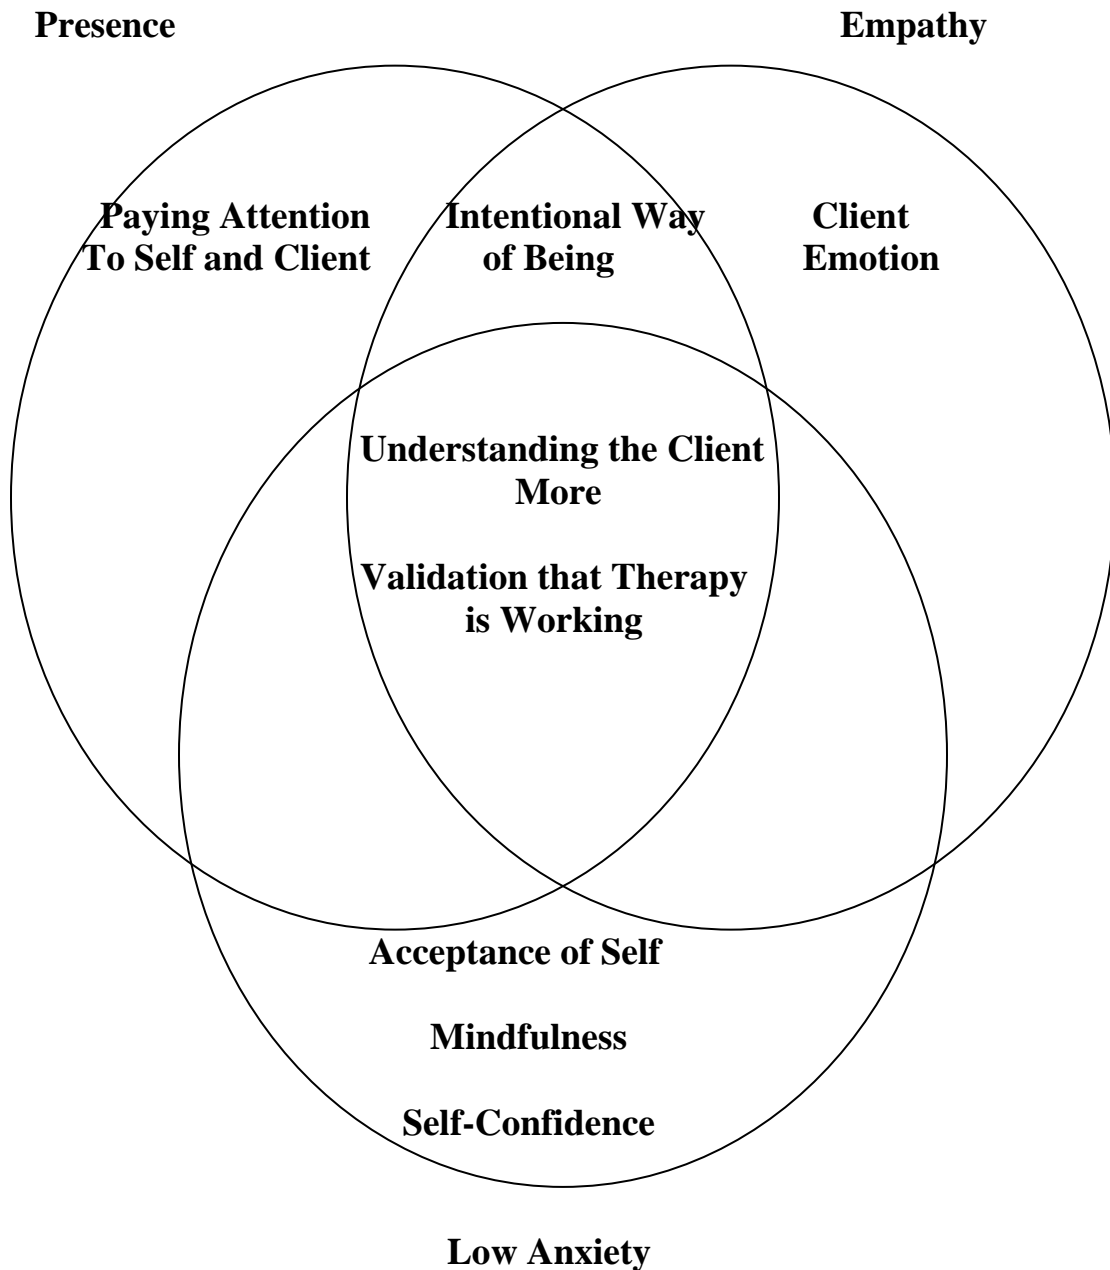 Presence
Empathy
Paying Attention
To Self and Client
Intentional Way
of Being
Client
Emotion
Understanding the Client
More
Validation that Therapy
is Working
Acceptance of Self
Mindfulness
Self-Confidence
Low Anxiety